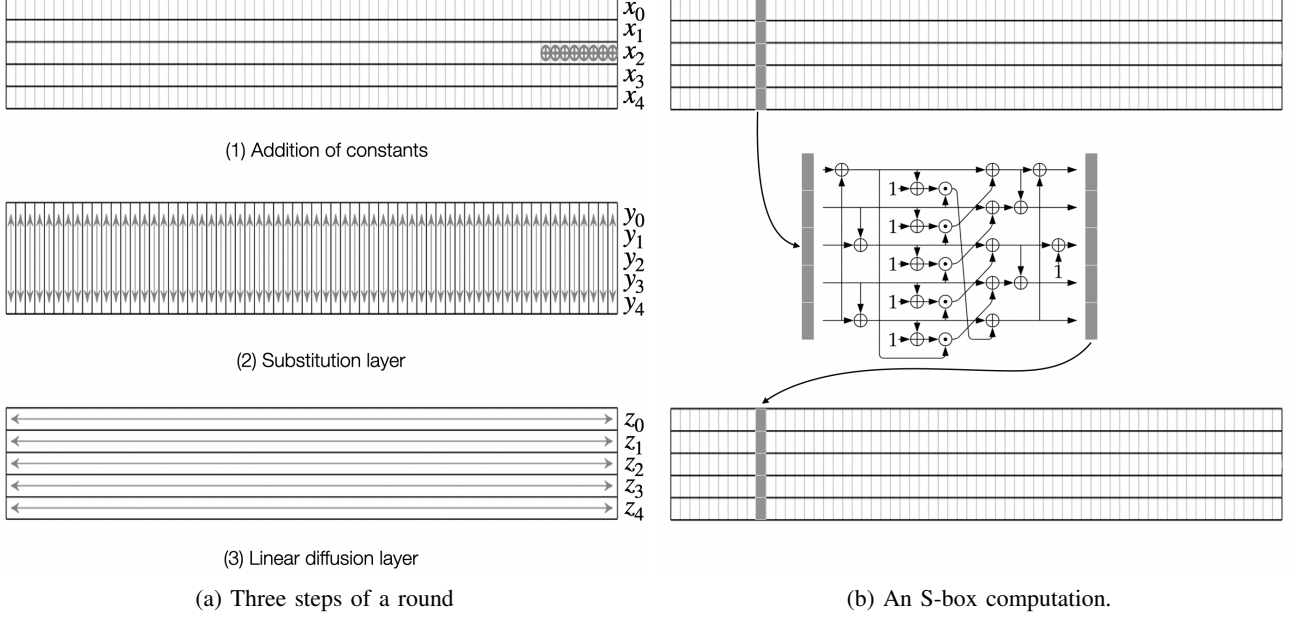 x0
x1
x2
x3
x4
(1) Addition of constants
1
1
1
1
1
1
y0
y1
y2
y3
y4
(2) Substitution layer
z0
z1
z2
z3
z4
(3) Linear diffusion layer
(a) Three steps of a round
(b) An S-box computation.